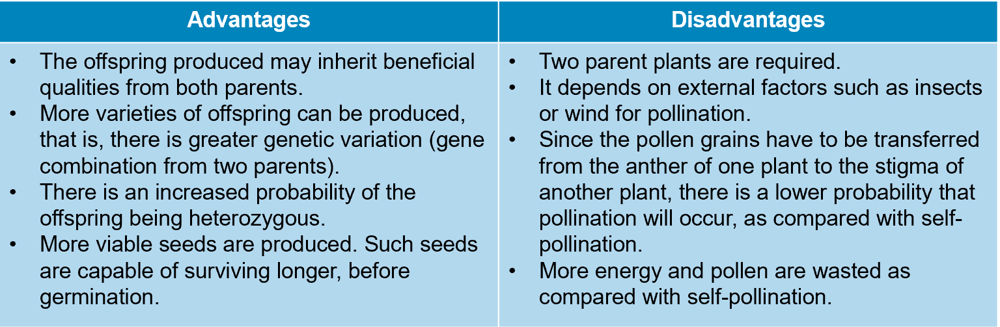 Advantages
Disadvantages
• The offspring produced may inherit beneficial
qualities from both parents.
• More varieties of offspring can be produced,
that is, there is greater genetic variation (gene
combination from two parents).
• There is an increased probability of the
offspring being heterozygous.
• More viable seeds are produced. Such seeds
are capable of surviving longer, before
germination.
• Two parent plants are required.
• It depends on external factors such as insects
or wind for pollination.
• Since the pollen grains have to be transferred
from the anther of one plant to the stigma of
another plant, there is a lower probability that
pollination will occur, as compared with self-
pollination.
• More energy and pollen are wasted as
compared with self-pollination.